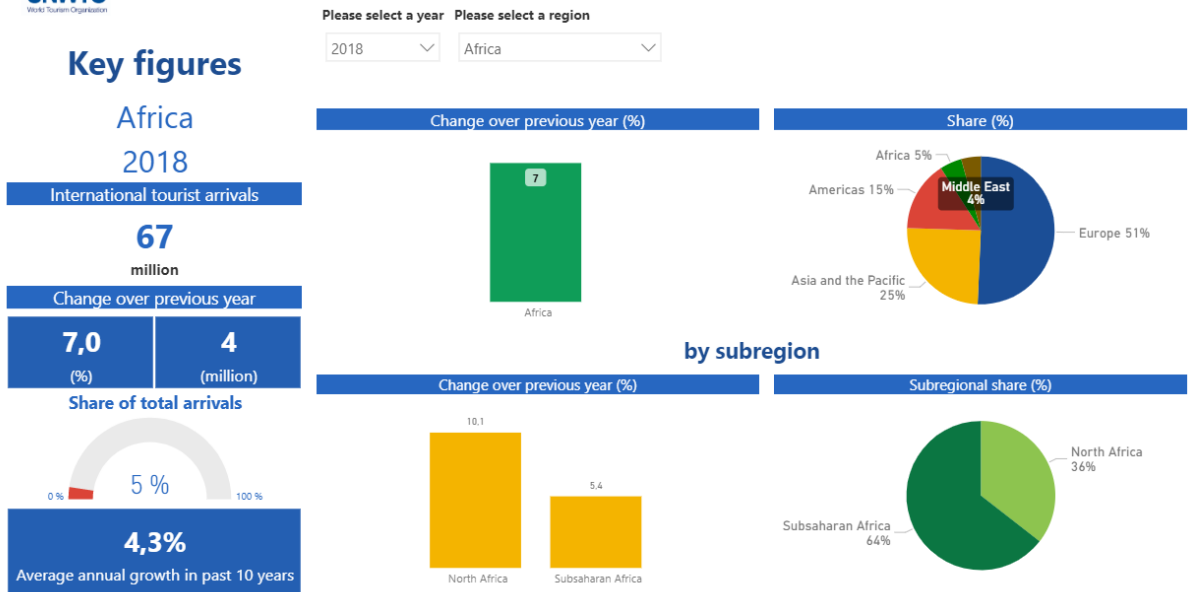 World Tourism Organization
Please select a year Please select a region
2018 Africa
Key figures
Africa
2018
International tourist arrivals
67
million
Change over previous year
7,0 4
(%) (million)
Share of total arrivals
0 % 5 % 100 %
4,3%
Average annual growth in past 10 years
Change over previous year (%)
7
Africa
Share (%)
Africa 5%
Middle East
4%
Americas 15%
Europe 51%
Asia and the Pacific
25%
by subregion
Change over previous year (%)
10,1
5,4
North Africa Subsaharan Africa
Subregional share (%)
North Africa
36%
Subsaharan Africa
64%